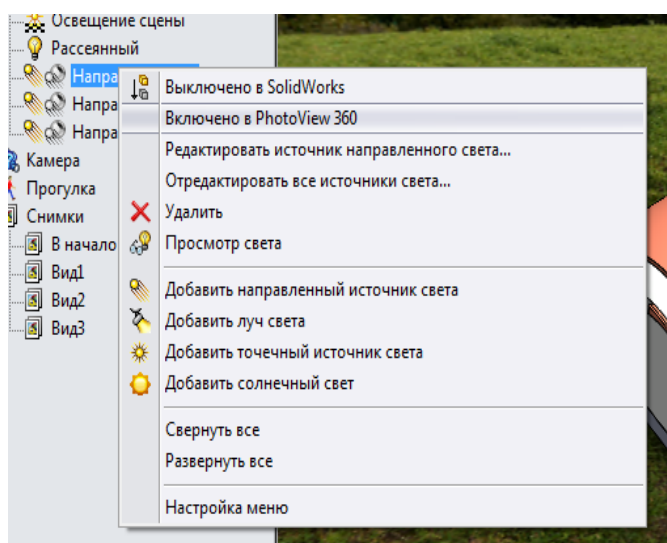 Освещение сцены
Рассеянный
Напра
Напра
Напра
Камера
Прогулка
Снимки
В начало
Вид1
Вид2
Вид3
Выключено в SolidWorks
Включено в PhotoView 360
Редактировать источник направленного света...
Отредактировать все источники света...
Удалить
Просмотр света
Добавить направленный источник света
Добавить луч света
Добавить точечный источник света
Добавить солнечный свет
Свернуть все
Развернуть все
Настройка меню